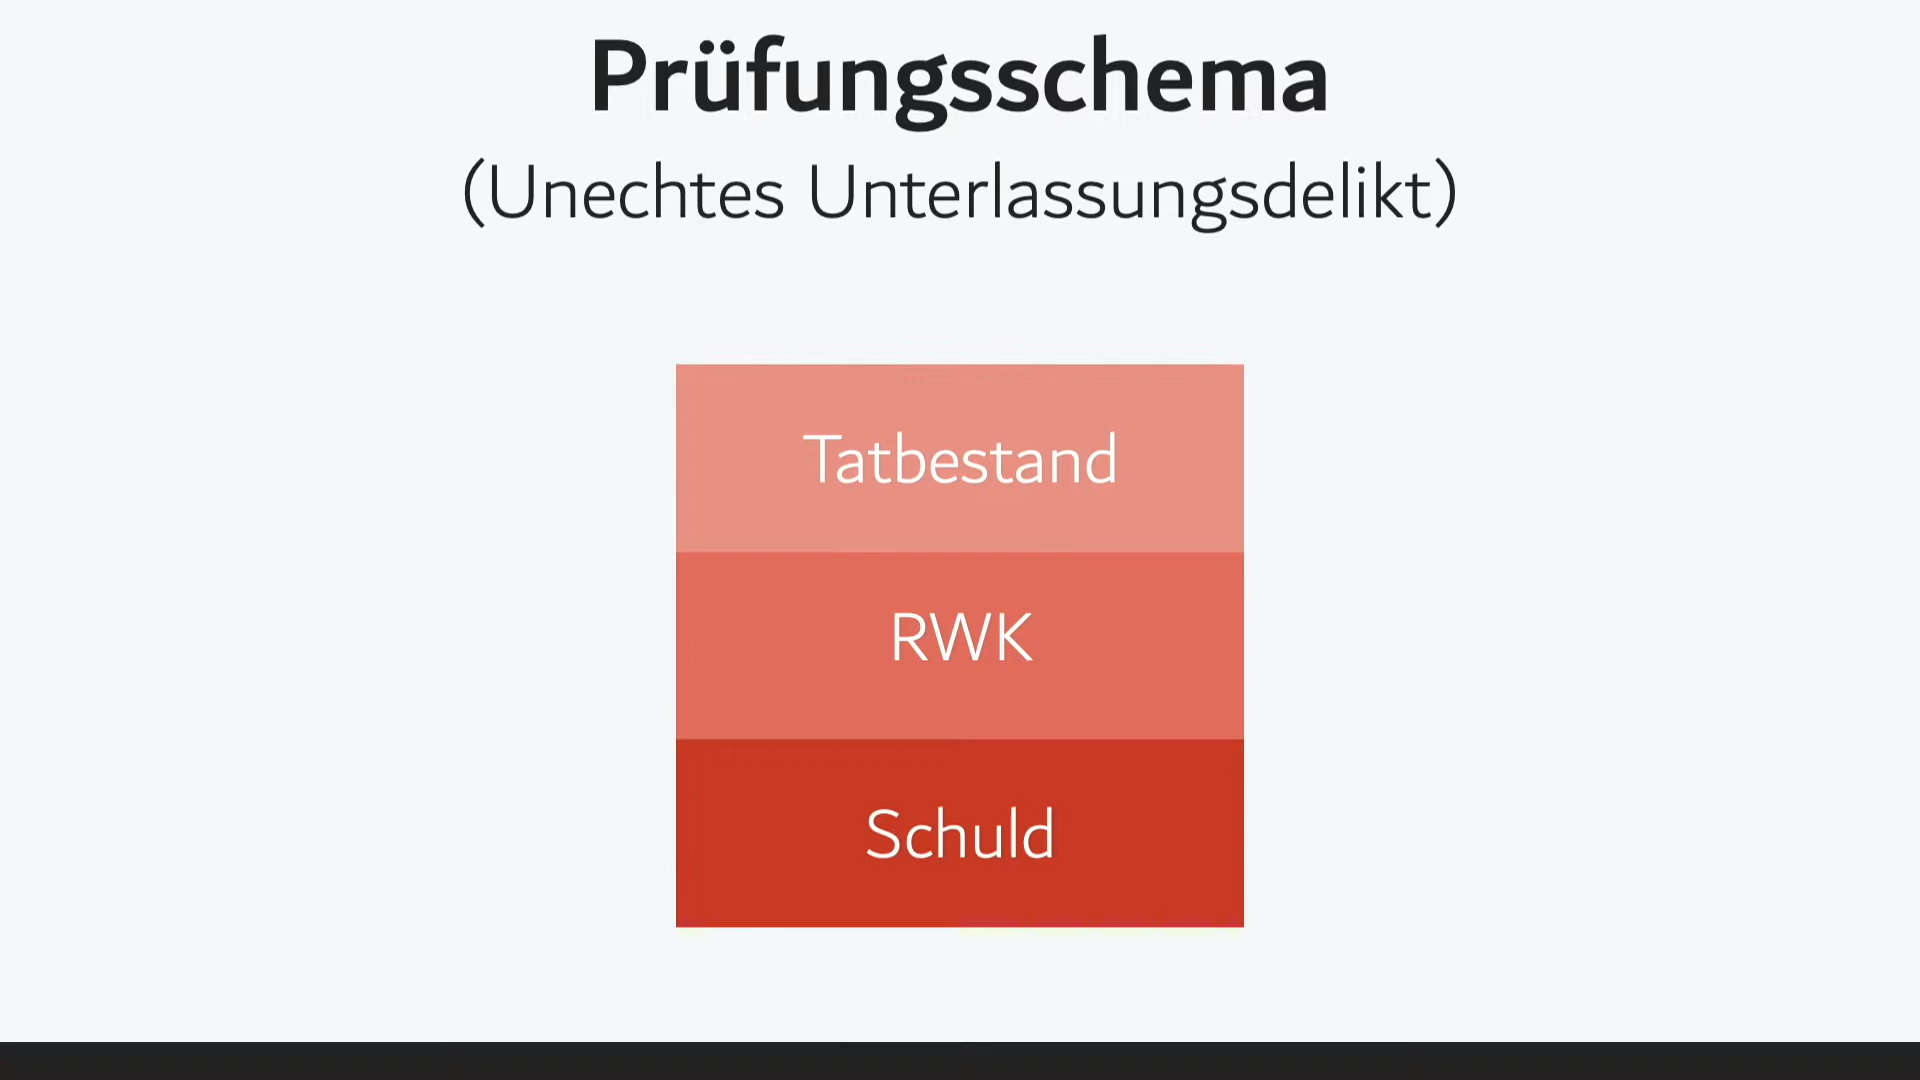 Prüfungsschema
(Unechtes Unterlassungsdelikt)
Tatbestand
RWK
Schuld